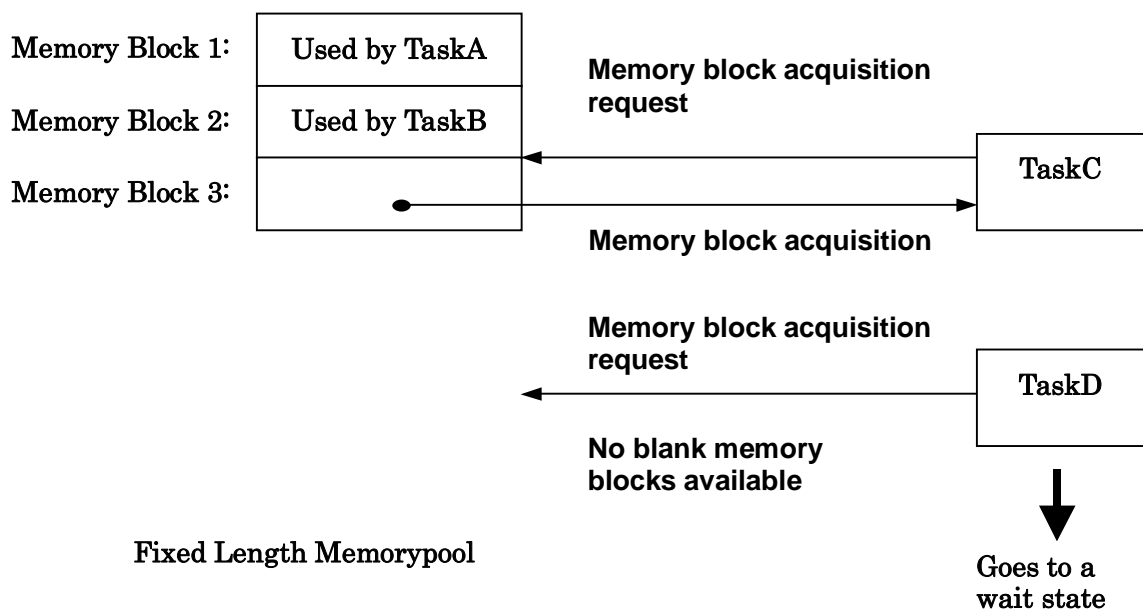 Memory Block 1:
Used by TaskA
Memory Block 2:
Used by TaskB
Memory Block 3:
Memory block acquisition
request
TaskC
Memory block acquisition
Memory block acquisition
request
TaskD
No blank memory
blocks available
Fixed Length Memorypool
Goes to a
wait state